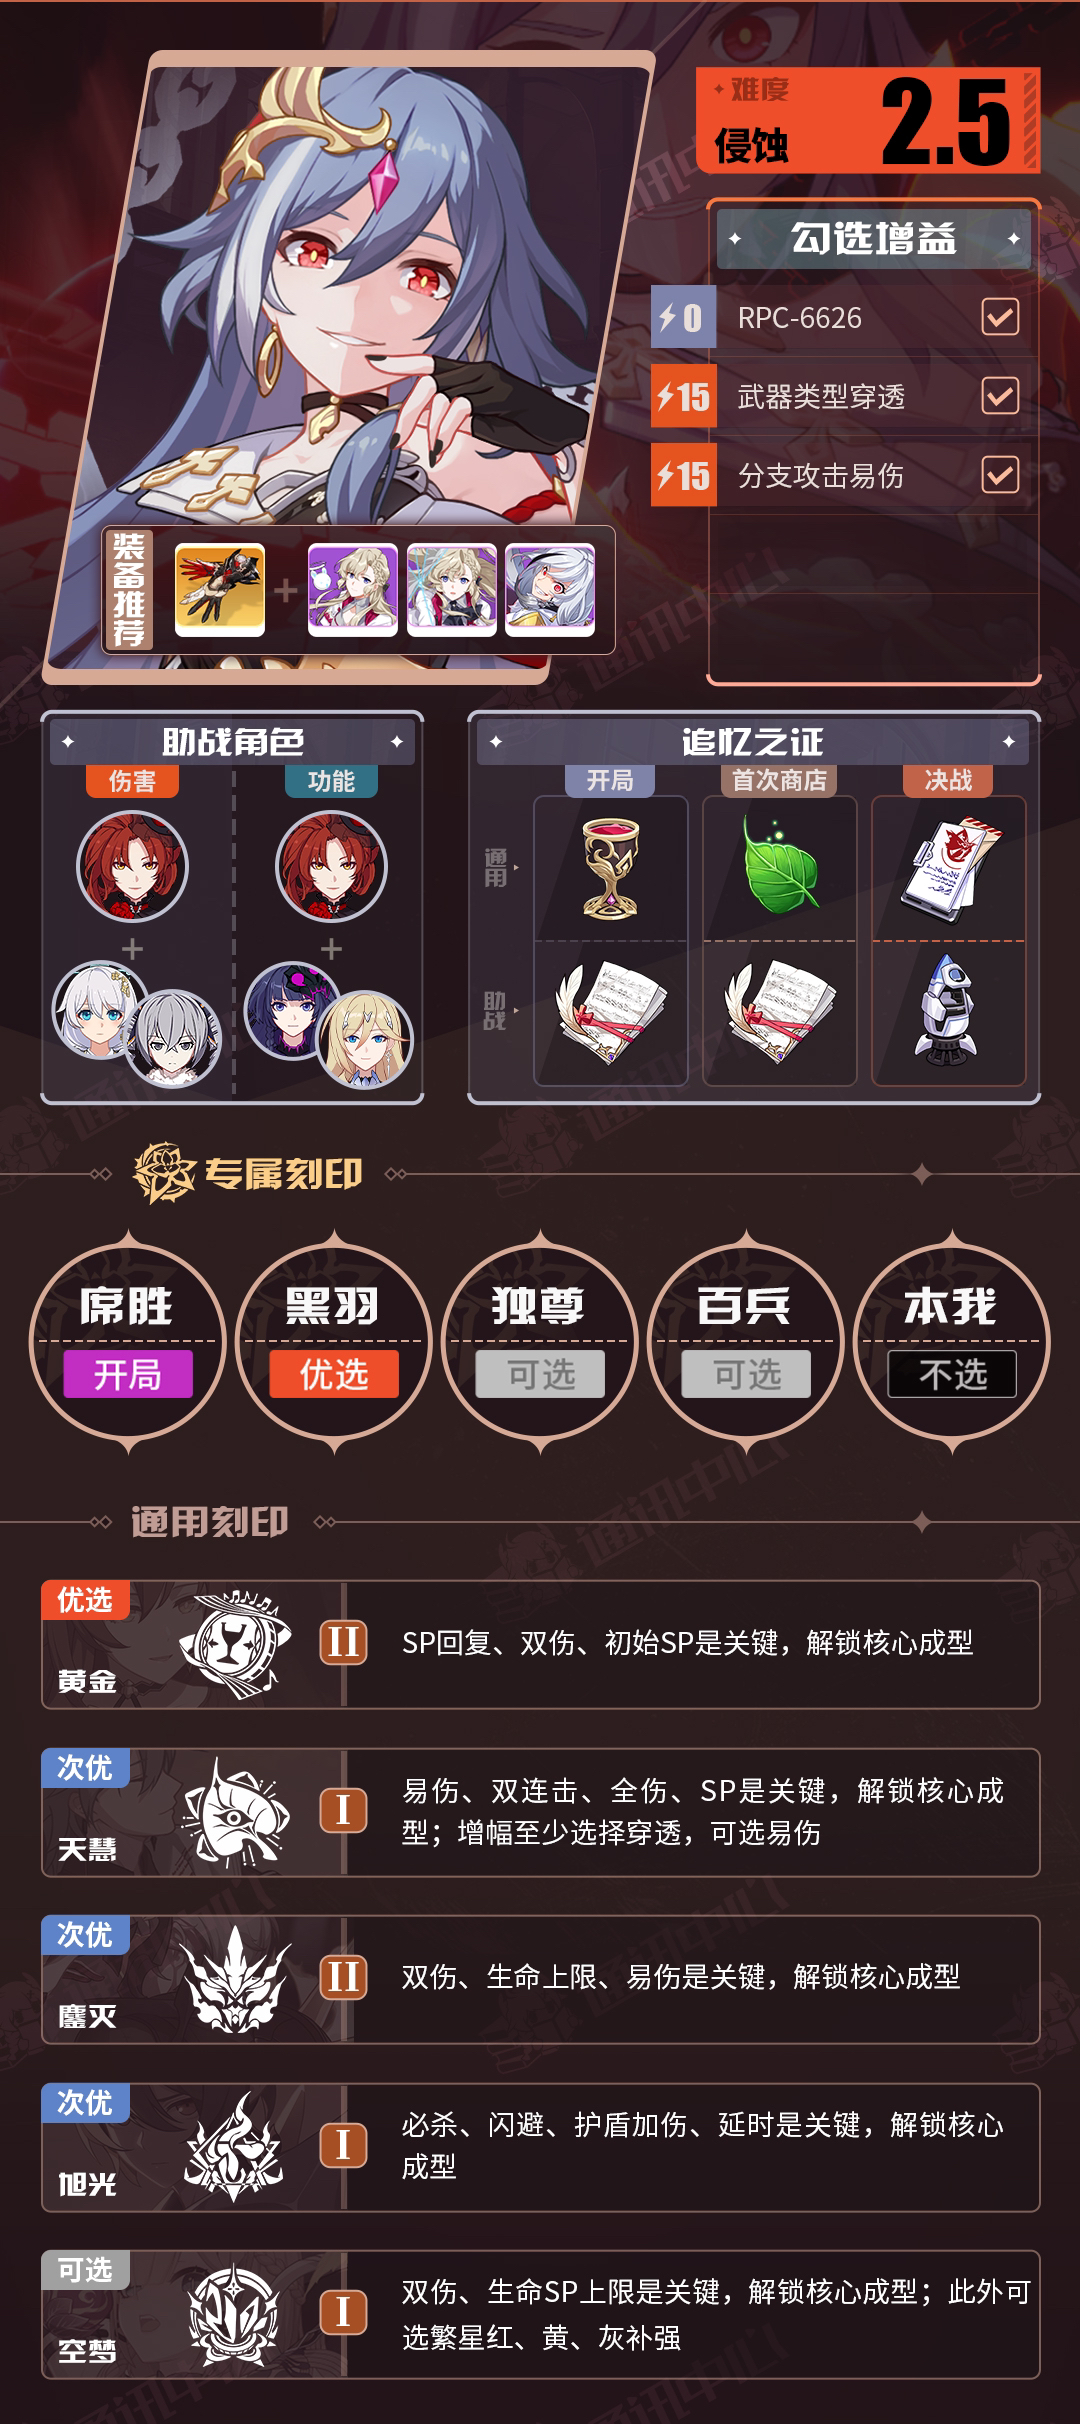 难度
侵蚀
2.5
勾选增益
0
RPC-6626
15
武器类型穿透
15
分支攻击易伤
装备推荐
助战角色
伤害
功能
追忆之证
开局
首次商店
决战
通用
助战
专属刻印
席胜
开局
黑羽
优选
独尊
可选
百兵
可选
本我
不选
通用刻印
优选
黄金
II
SP回复、双伤、初始SP是关键，解锁核心成型
次优
天慧
I
易伤、双连击、全伤、SP是关键，解锁核心成
型；增幅至少选择穿透，可选易伤
次优
鏖灭
II
双伤、生命上限、易伤是关键，解锁核心成型
次优
旭光
I
必杀、闪避、护盾加伤、延时是关键，解锁核心
成型
可选
空梦
I
双伤、生命SP上限是关键，解锁核心成型；此外可
选繁星红、黄、灰补强
通讯中心